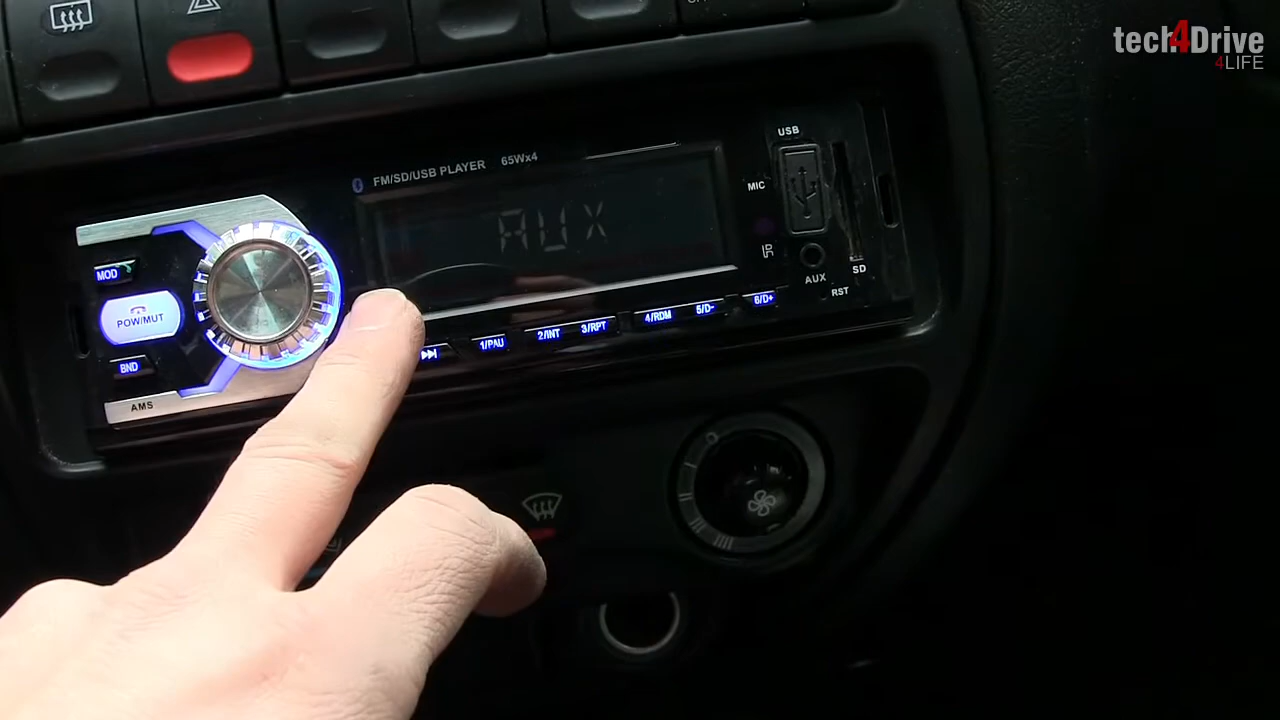 tech4Drive
4LIFE
USB
FM/SD/USB PLAYER 65Wx4
MIC
AUX
MOD
POW/MUT
BND
AMS
1/PAU
2/INT
3/RPT
4/RDM
5/D-
6/D+
AUX
SD
RST